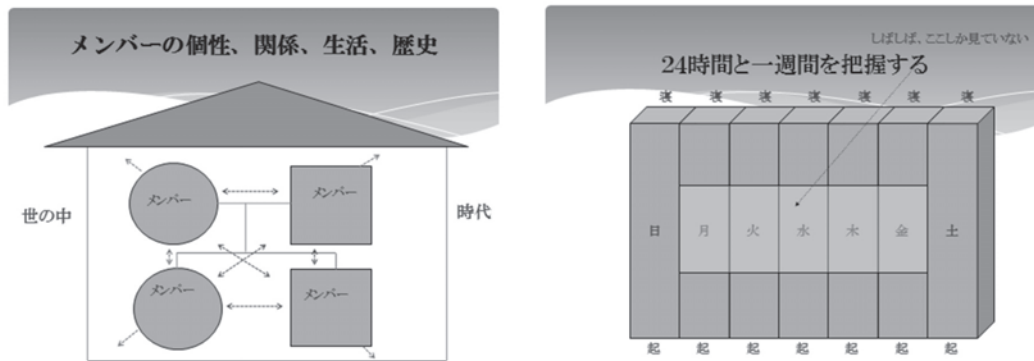 メンバーの個性、関係、生活、歴史
メンバー
メンバー
世の中
時代
メンバー
メンバー
しばしば、ここしか見ていない
24時間と一週間を把握する
寝 寝 寝 寝 寝 寝 寝
日 月 火 水 木 金 土
起 起 起 起 起 起 起